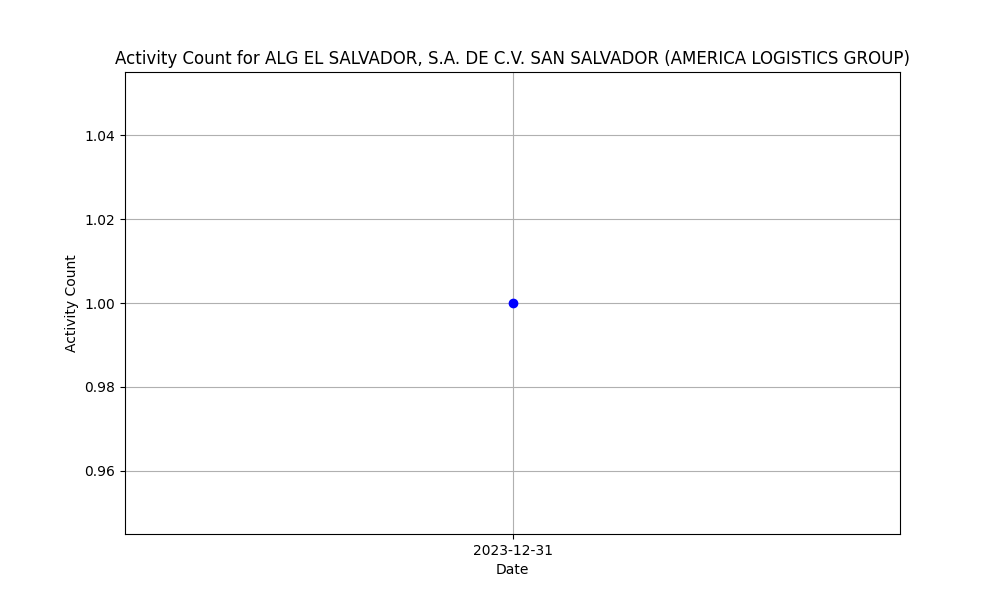 Activity Count for ALG EL SALVADOR, S.A. DE C.V. SAN SALVADOR (AMERICA LOGISTICS GROUP)
1.04
1.02
1.00
0.98
0.96
Activity Count
2023-12-31
Date